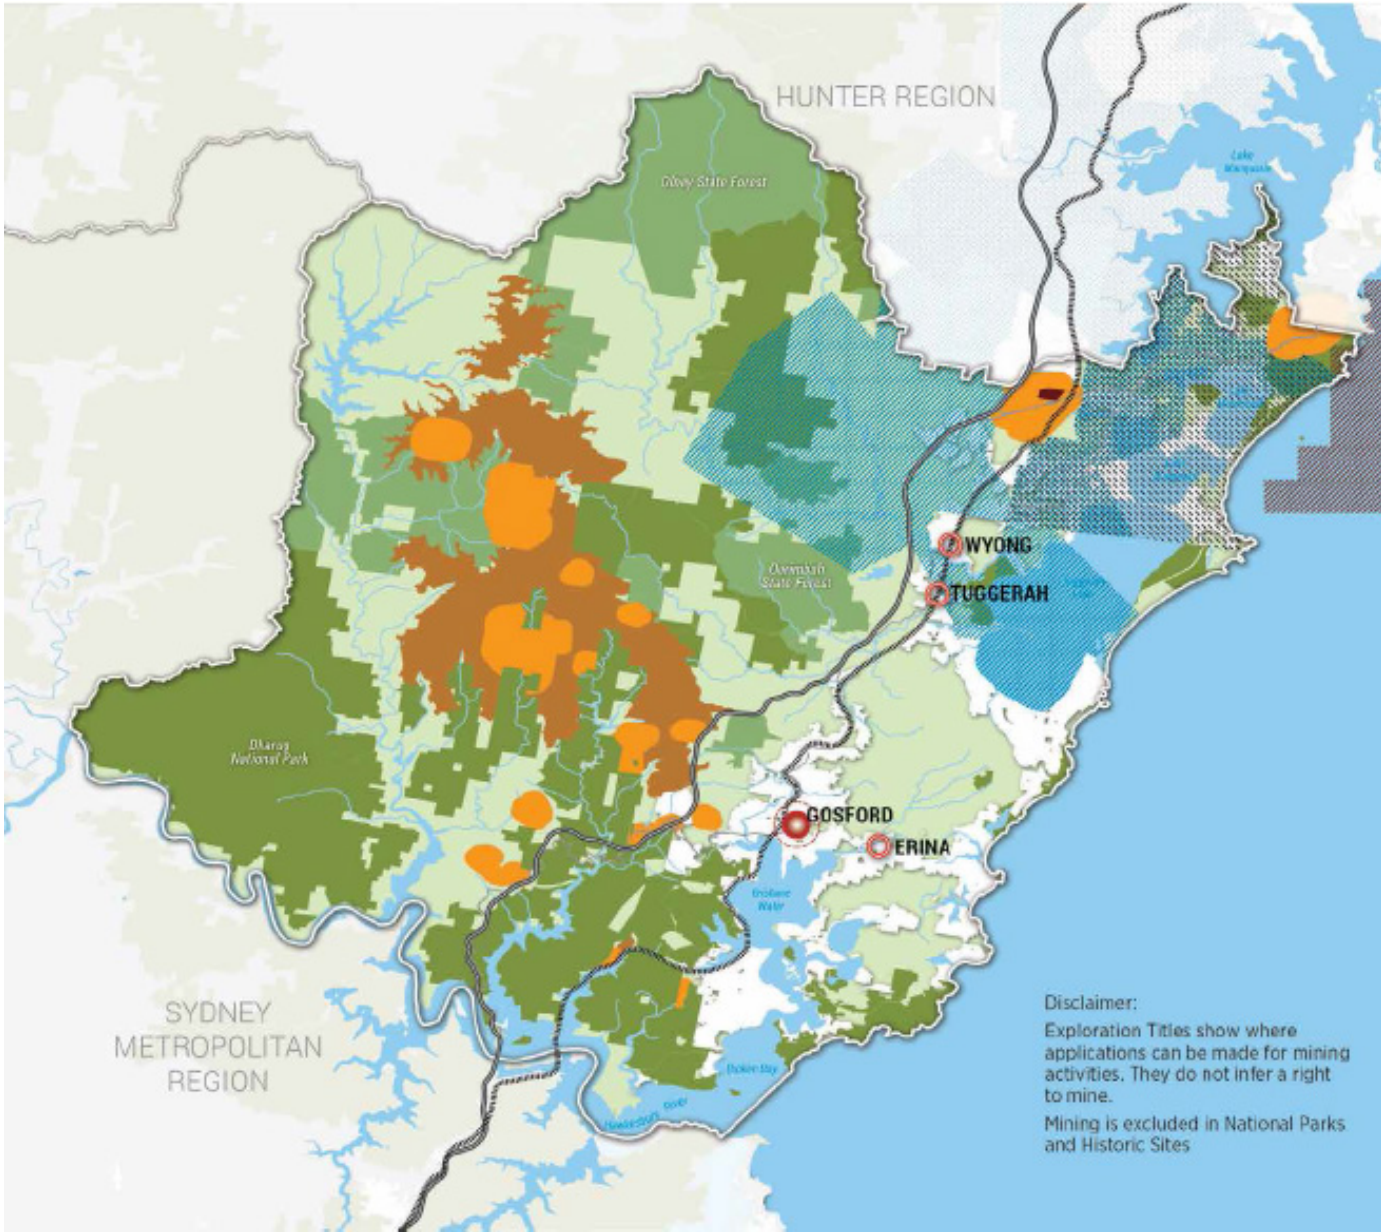 HUNTER REGION
Lake
Macquarie
Olney State Forest
WYONG
Ourimbah
State Forest
TUGGERAH
Dharug
National Park
GOSFORD
ERINA
Brisbane
Water
SYDNEY
METROPOLITAN
REGION
Broken Bay
Hawkesbury River
Disclaimer:
Exploration Titles show where
applications can be made for mining
activities. They do not infer a right
to mine.
Mining is excluded in National Parks
and Historic Sites